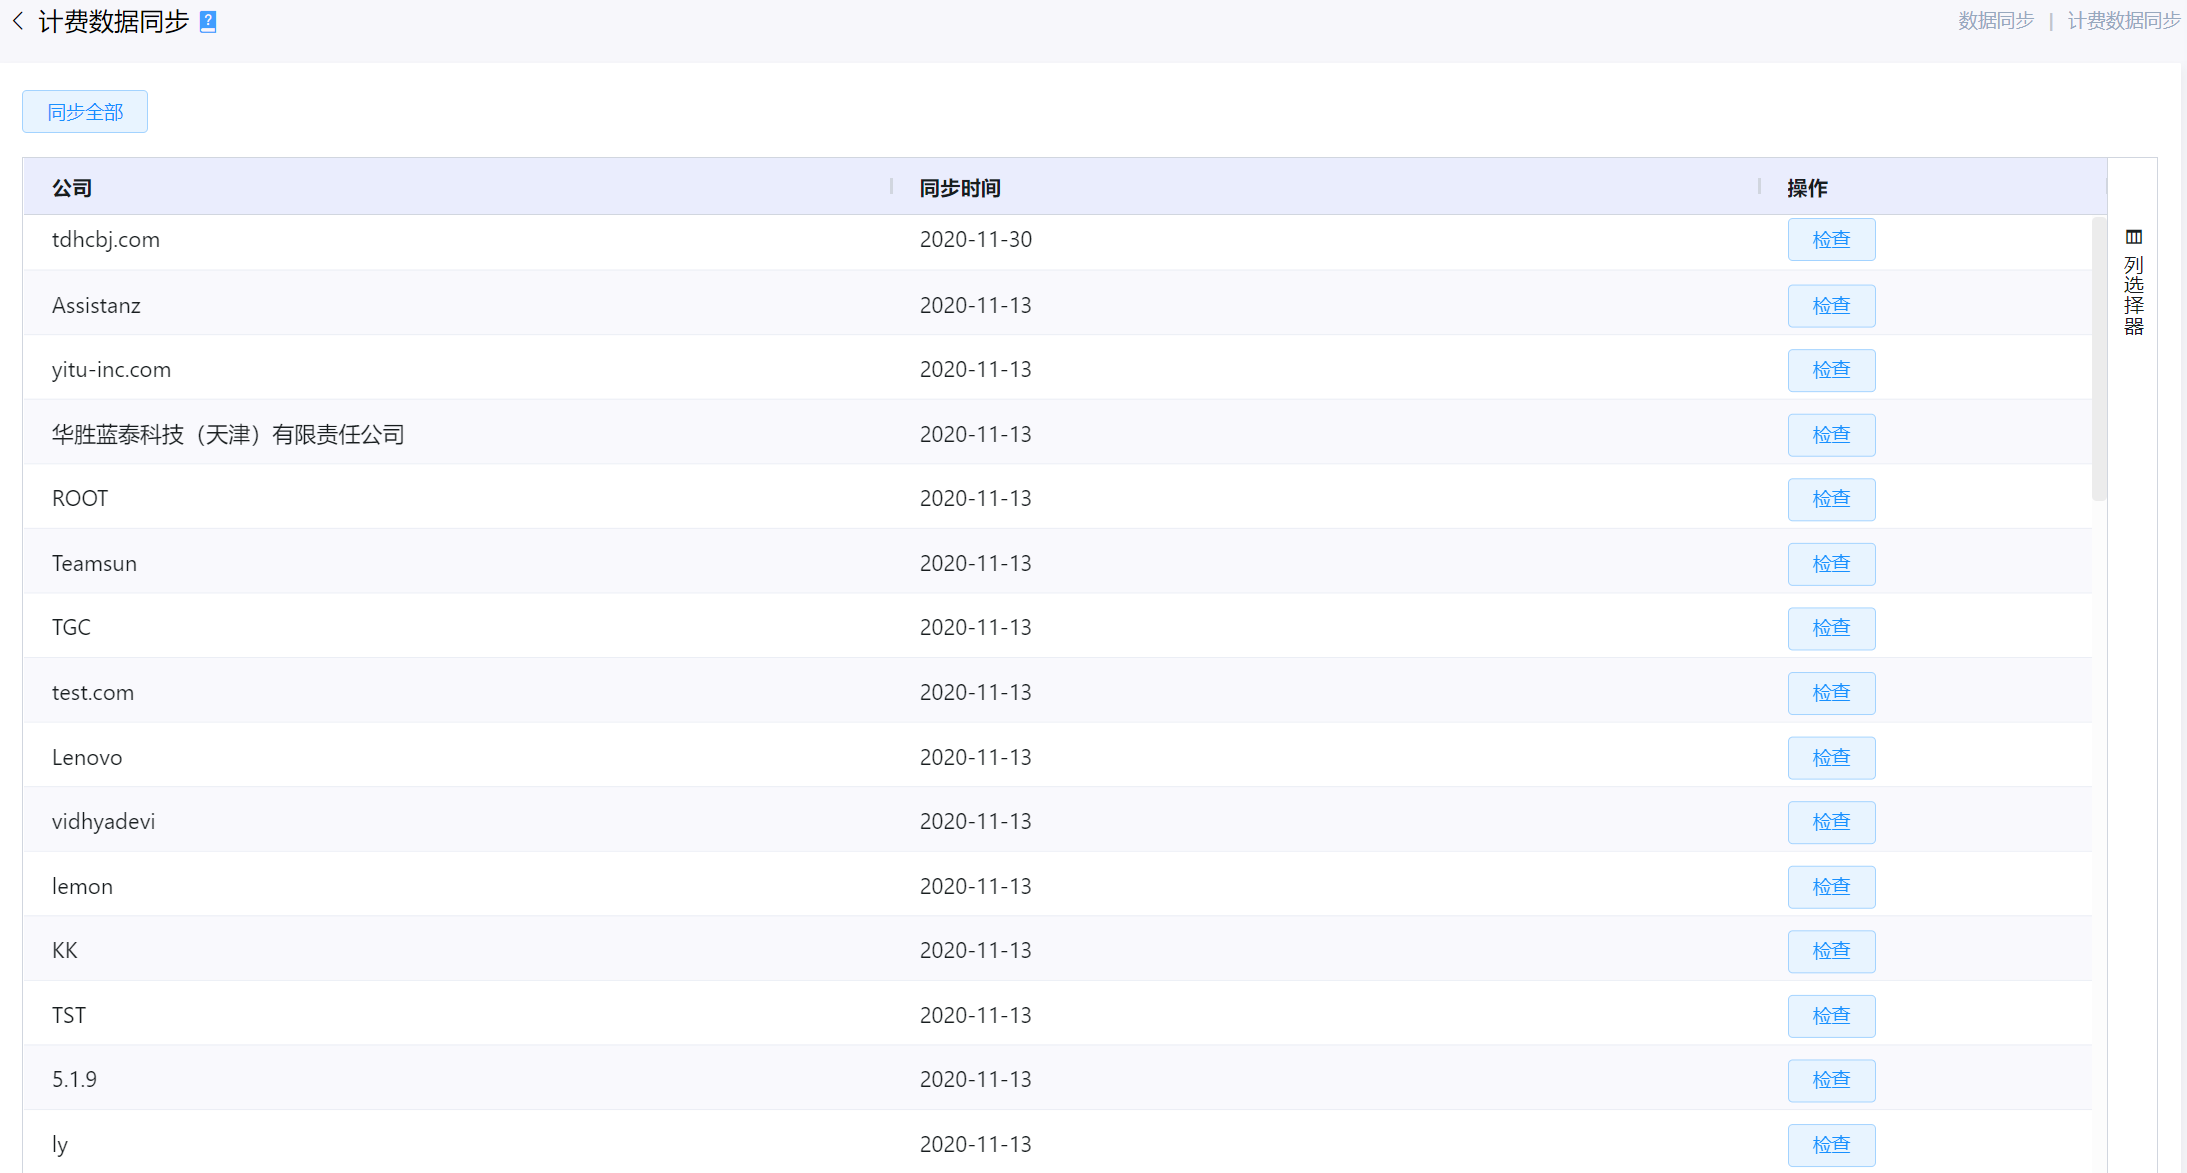 计费数据同步
数据同步 | 计费数据同步
同步全部
公司 同步时间 操作
tdhcbj.com 2020-11-30 检查
Assistanz 2020-11-13 检查
yitu-inc.com 2020-11-13 检查
华胜蓝泰科技（天津）有限责任公司 2020-11-13 检查
ROOT 2020-11-13 检查
Teamsun 2020-11-13 检查
TGC 2020-11-13 检查
test.com 2020-11-13 检查
Lenovo 2020-11-13 检查
vidhyadevi 2020-11-13 检查
lemon 2020-11-13 检查
KK 2020-11-13 检查
TST 2020-11-13 检查
5.1.9 2020-11-13 检查
ly 2020-11-13 检查
列选择器